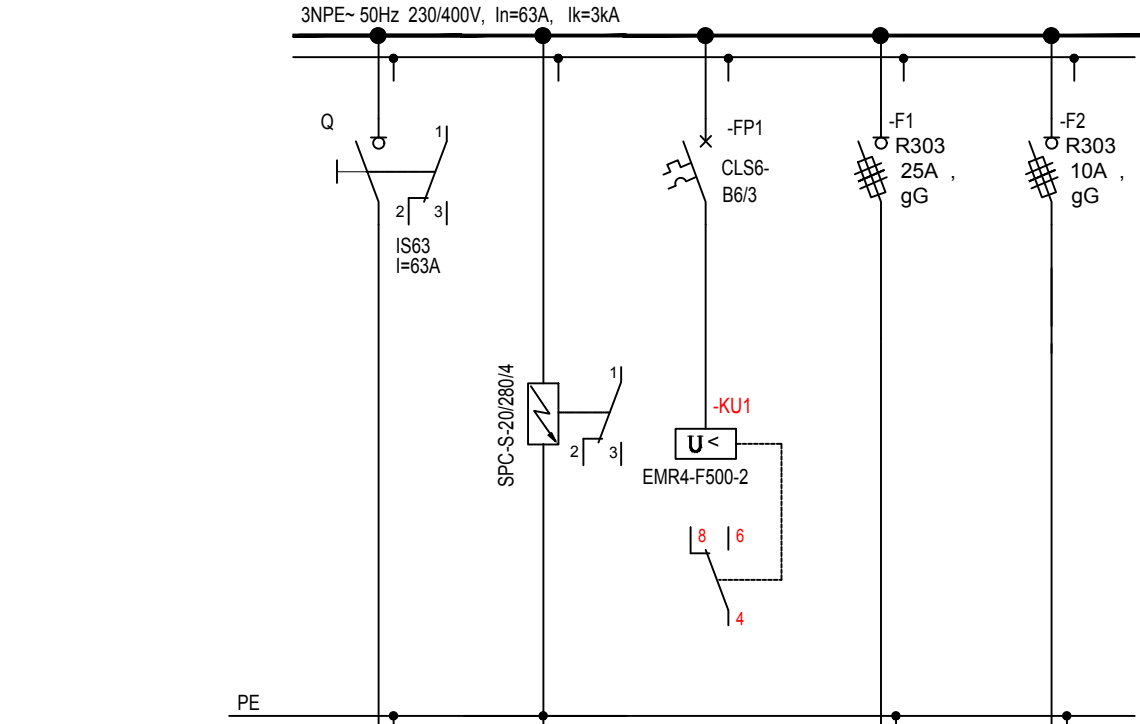 3NPE~ 50Hz 230/400V, In=63A, Ik=3kA
Q
1
2
3
IS63
I=63A
SPC-S-20/280/4
1
2
3
-FP1
CLS6-
B6/3
-KU1
U <
EMR4-F500-2
8
6
4
-F1
R303
25A ,
gG
-F2
R303
10A ,
gG
PE